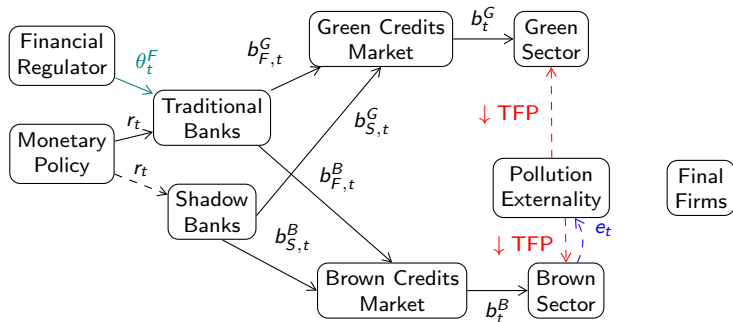 Financial
Regulator
Monetary
Policy
θ_t^F
r_t
r_t
Traditional
Banks
Shadow
Banks
b_{F,t}^G
b_{S,t}^G
b_{F,t}^B
b_{S,t}^B
Green Credits
Market
Brown Credits
Market
b_t^G
b_t^B
Green
Sector
↓ TFP
Pollution
Externality
↓ TFP
e_t
Brown
Sector
Final
Firms